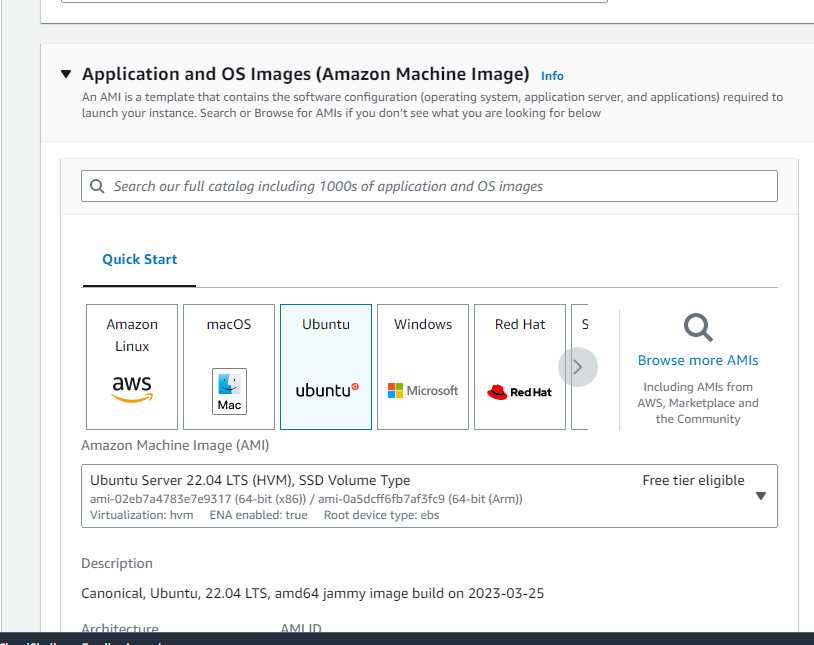 Application and OS Images (Amazon Machine Image) Info
An AMI is a template that contains the software configuration (operating system, application server, and applications) required to
launch your instance. Search or Browse for AMIs if you don't see what you are looking for below
Search our full catalog including 1000s of application and OS images
Quick Start
Amazon
Linux
aws
macOS
Mac
Ubuntu
ubuntu
Windows
Microsoft
Red Hat
Red Hat
S
Browse more AMIs
Including AMIs from
AWS, Marketplace and
the Community
Amazon Machine Image (AMI)
Ubuntu Server 22.04 LTS (HVM), SSD Volume Type
Free tier eligible
ami-02eb7a4783e7e9317 (64-bit (x86)) / ami-0a5dcff6fb7af3fc9 (64-bit (Arm))
Virtualization: hvm ENA enabled: true Root device type: ebs
Description
Canonical, Ubuntu, 22.04 LTS, amd64 jammy image build on 2023-03-25
Architecture AMI ID